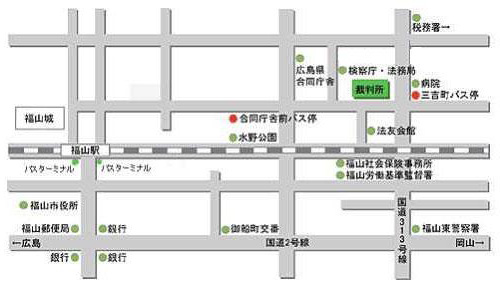 税務署→
広島県
合同庁舎
検察庁・法務局
病院
裁判所
三吉町バス停
福山城
合同庁舎前バス停
法友会館
水野公園
福山駅
バスターミナル
バスターミナル
福山社会保険事務所
福山労働基準監督署
福山市役所
国道313号線
福山郵便局
銀行
御船町交番
福山東警察署
←広島
国道2号線
岡山→
銀行
銀行